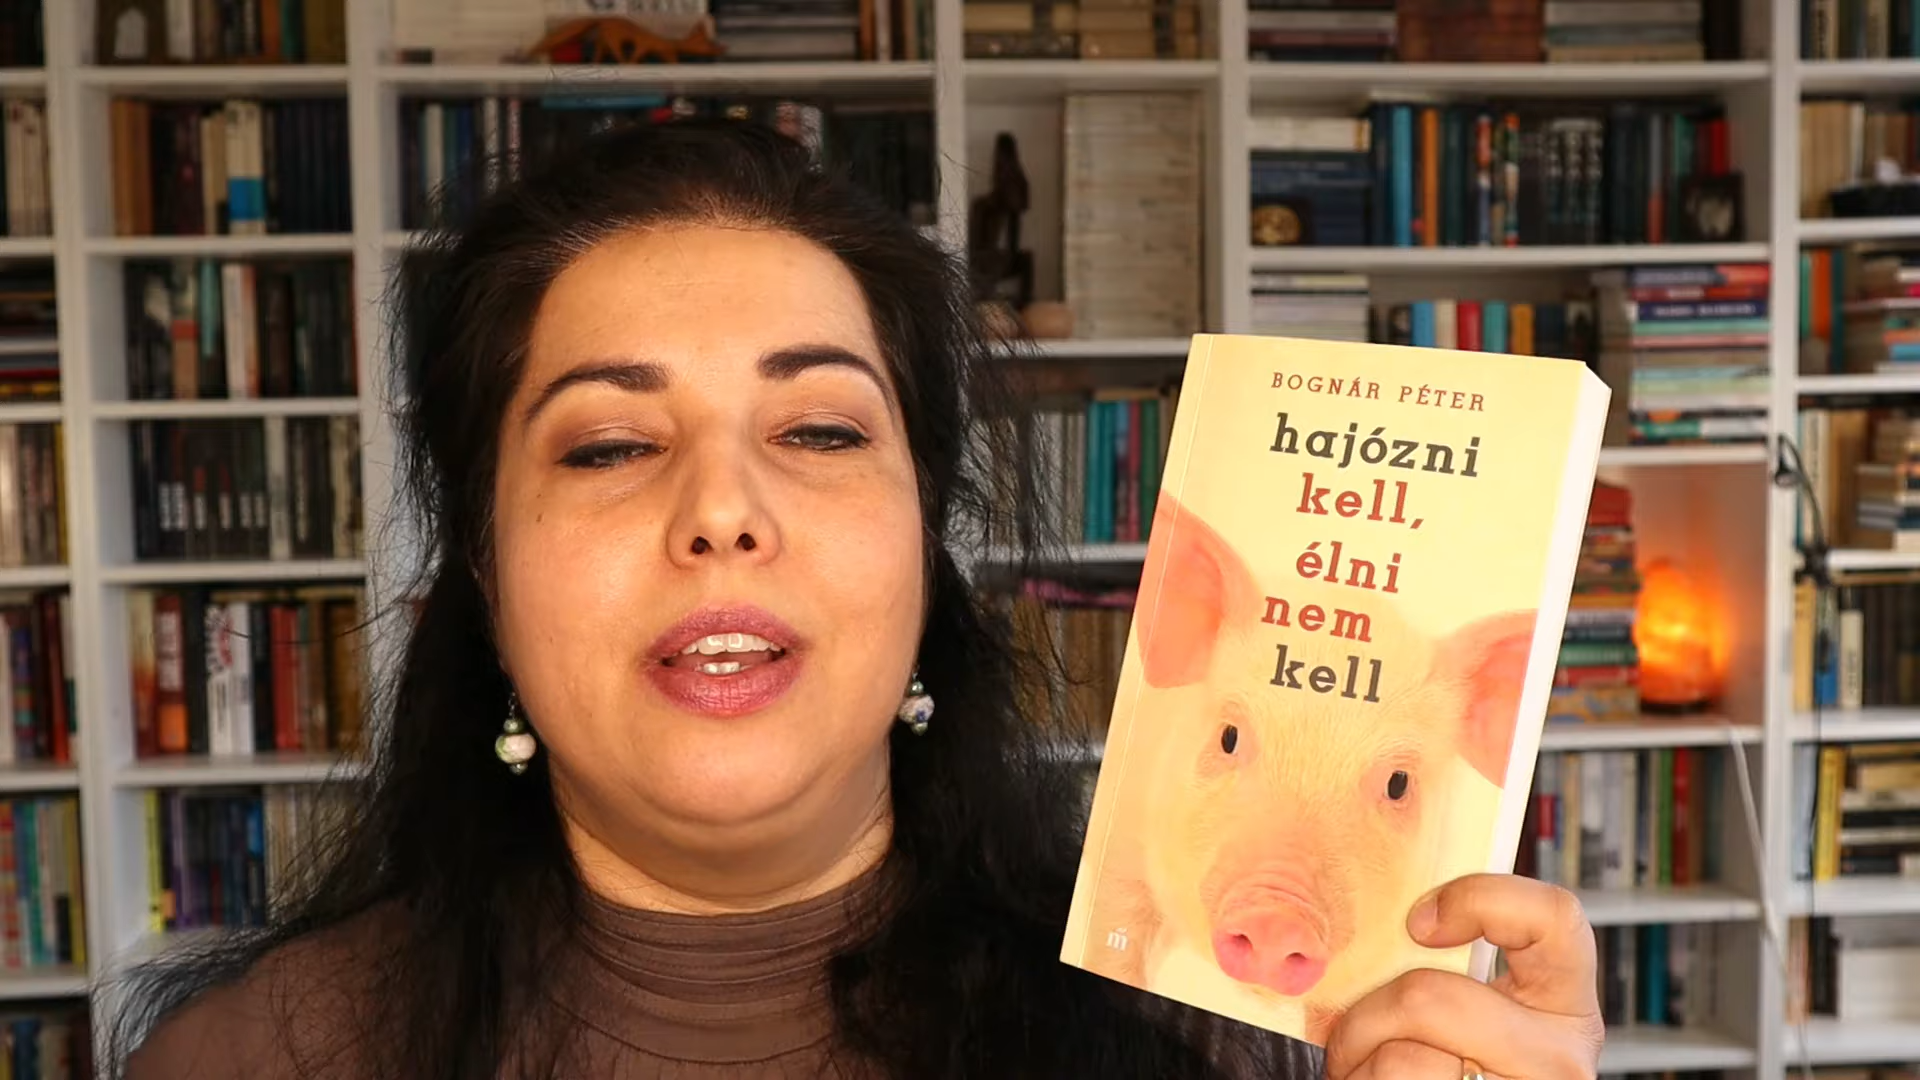 BOGNÁR PÉTER
hajózni
kell,
élni
nem
kell
m̋